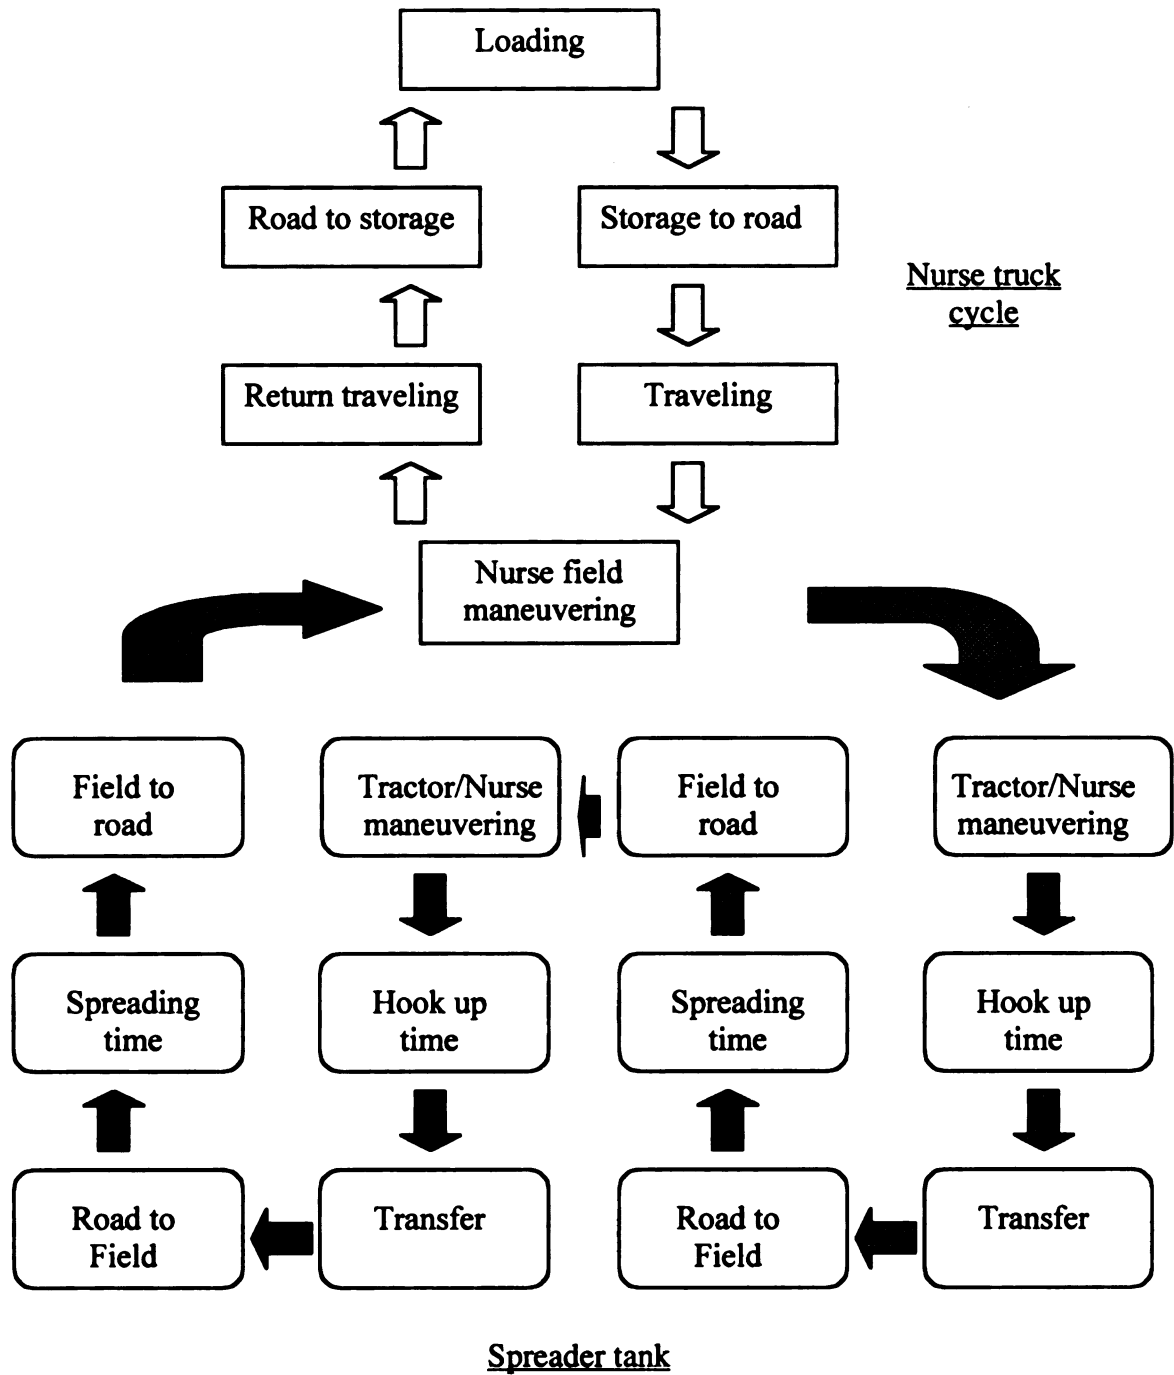 Loading
Road to storage
Storage to road
Nurse truck
cycle
Return traveling
Traveling
Nurse field
maneuvering
Field to
road
Tractor/Nurse
maneuvering
Field to
road
Tractor/Nurse
maneuvering
Spreading
time
Hook up
time
Spreading
time
Hook up
time
Road to
Field
Transfer
Road to
Field
Transfer
Spreader tank